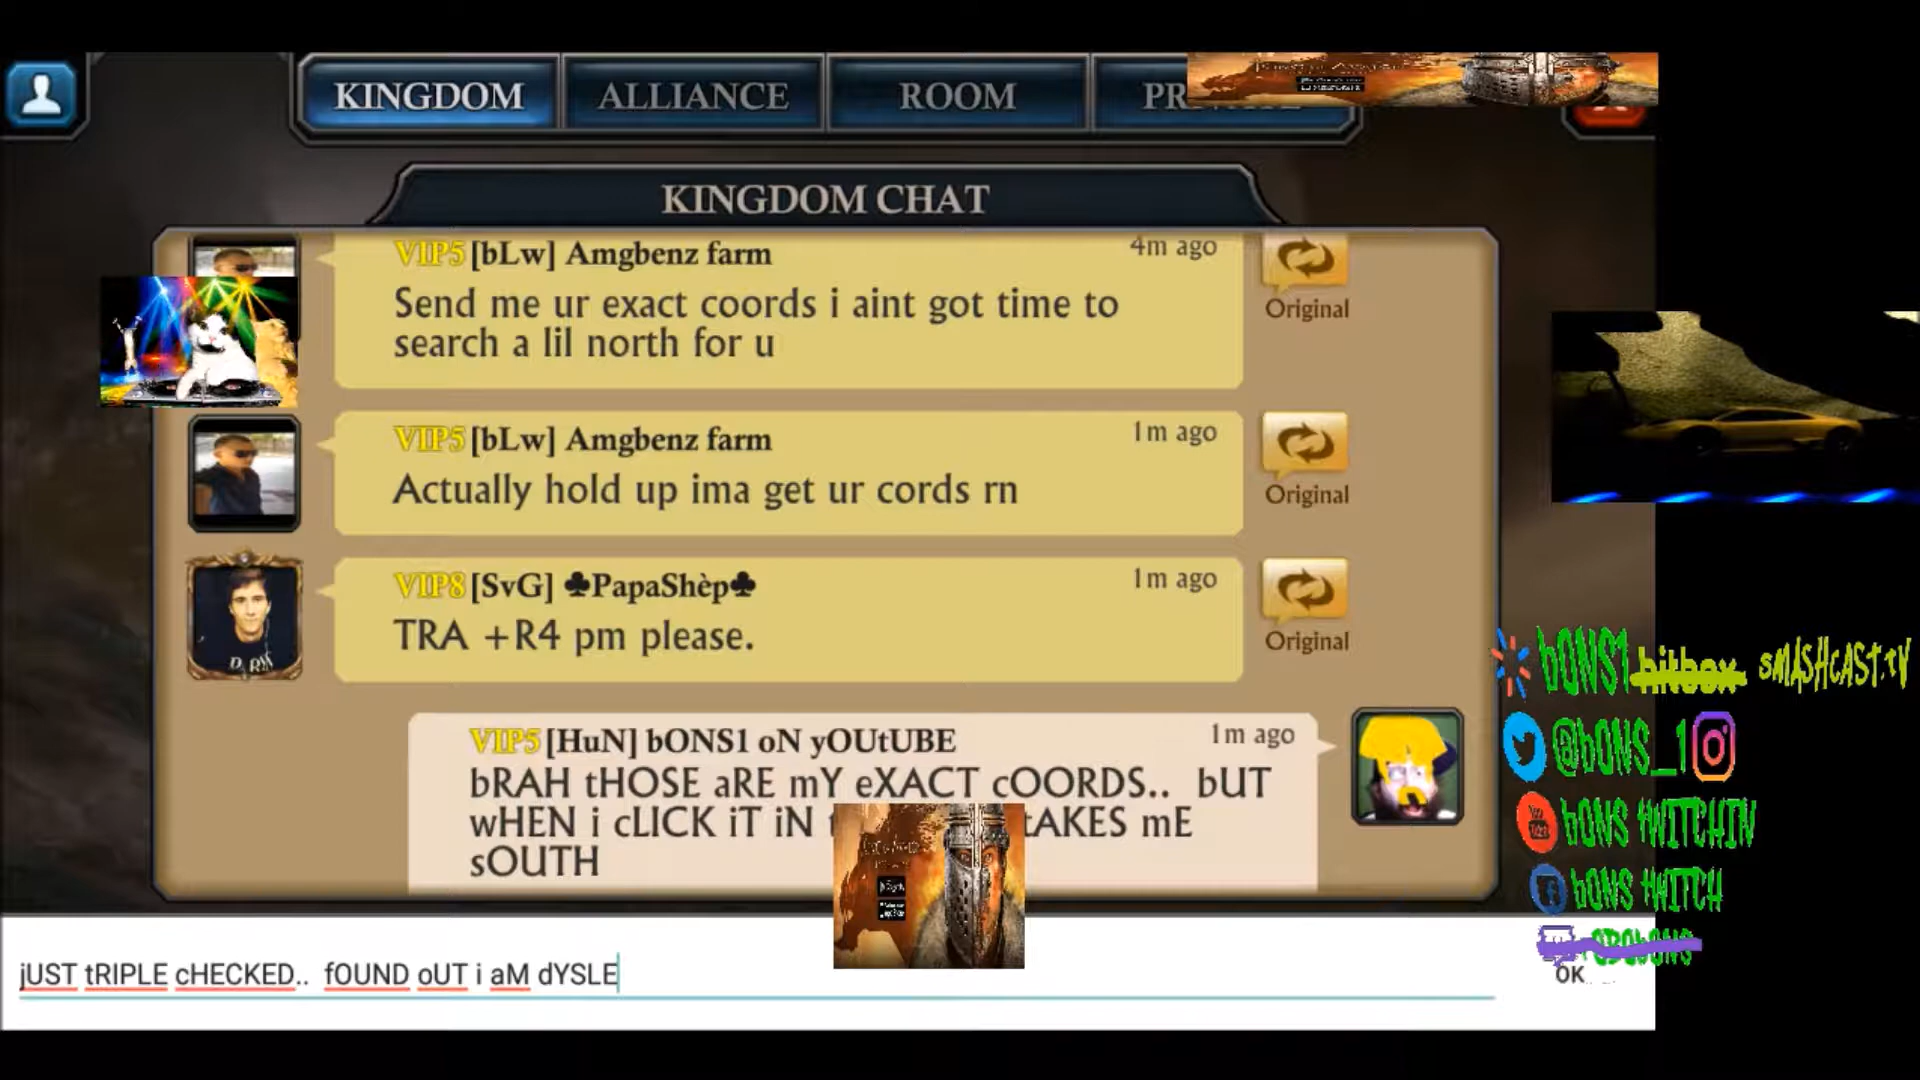 KINGDOM
ALLIANCE
ROOM
KINGDOM CHAT
VIP5 [bLw] Amgbenz farm
4m ago
Send me ur exact coords i aint got time to
search a lil north for u
Original
VIP5 [bLw] Amgbenz farm
1m ago
Actually hold up ima get ur cords rn
Original
VIP8 [SvG] ♣PapaShèp♣
1m ago
TRA +R4 pm please.
Original
VIP5 [HuN] bONS1 oN yOUtUBE
1m ago
bRAH tHOSE aRE mY eXACT cOORDS.. bUT
wHEN i cLICK iT iN tAKES mE
sOUTH
bONS1 hitbox SMASHCAST.TV
@bONS_1
bONS tWITCHIN
bONS tWITCH
jUST tRIPLE cHECKED.. fOUND oUT i aM dYSLE
OK